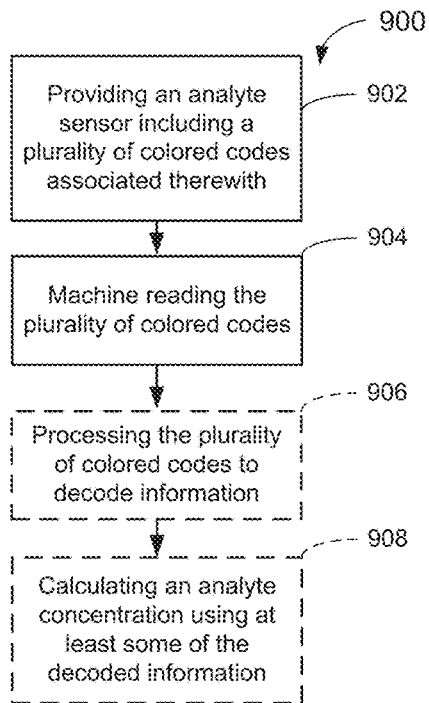 900
Providing an analyte
sensor including a
plurality of colored codes
associated therewith
902
Machine reading the
plurality of colored codes
904
Processing the plurality
of colored codes to
decode information
906
Calculating an analyte
concentration using at
least some of the
decoded information
908